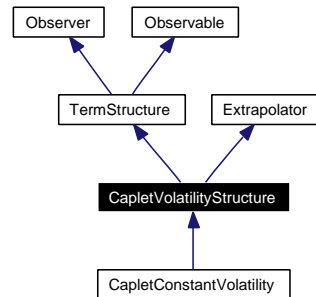 Observer
Observable
TermStructure
Extrapolator
CapletVolatilityStructure
CapletConstantVolatility